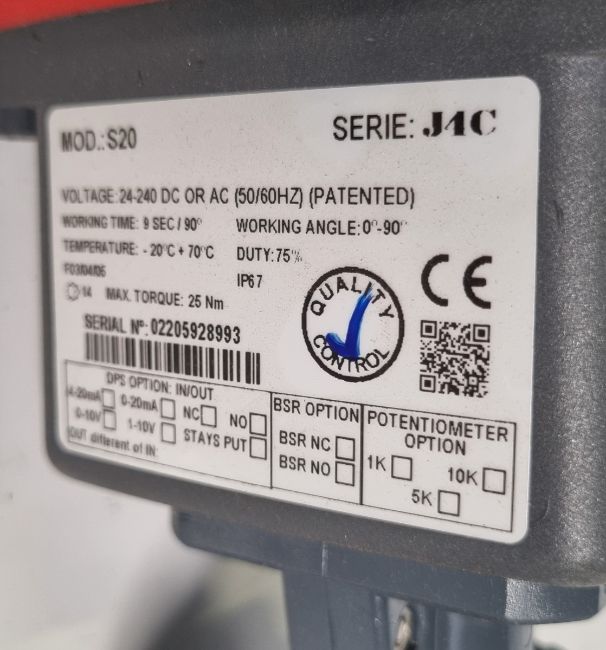 MOD.: S20
SERIE: J4C
VOLTAGE: 24-240 DC OR AC (50/60HZ) (PATENTED)
WORKING TIME: 9 SEC / 90°
WORKING ANGLE: 0°-90°
TEMPERATURE: - 20°C + 70°C
DUTY: 75%
F03/04/05
IP67
14
MAX. TORQUE: 25 Nm
SERIAL Nº: 02205928993
QUALITY
CONTROL
CE
DPS OPTION: IN/OUT
4-20mA
0-20mA
NC
NO
0-10V
1-10V
STAYS PUT
OUT different of IN:
BSR OPTION
BSR NC
BSR NO
POTENTIOMETER
OPTION
1K
10K
5K